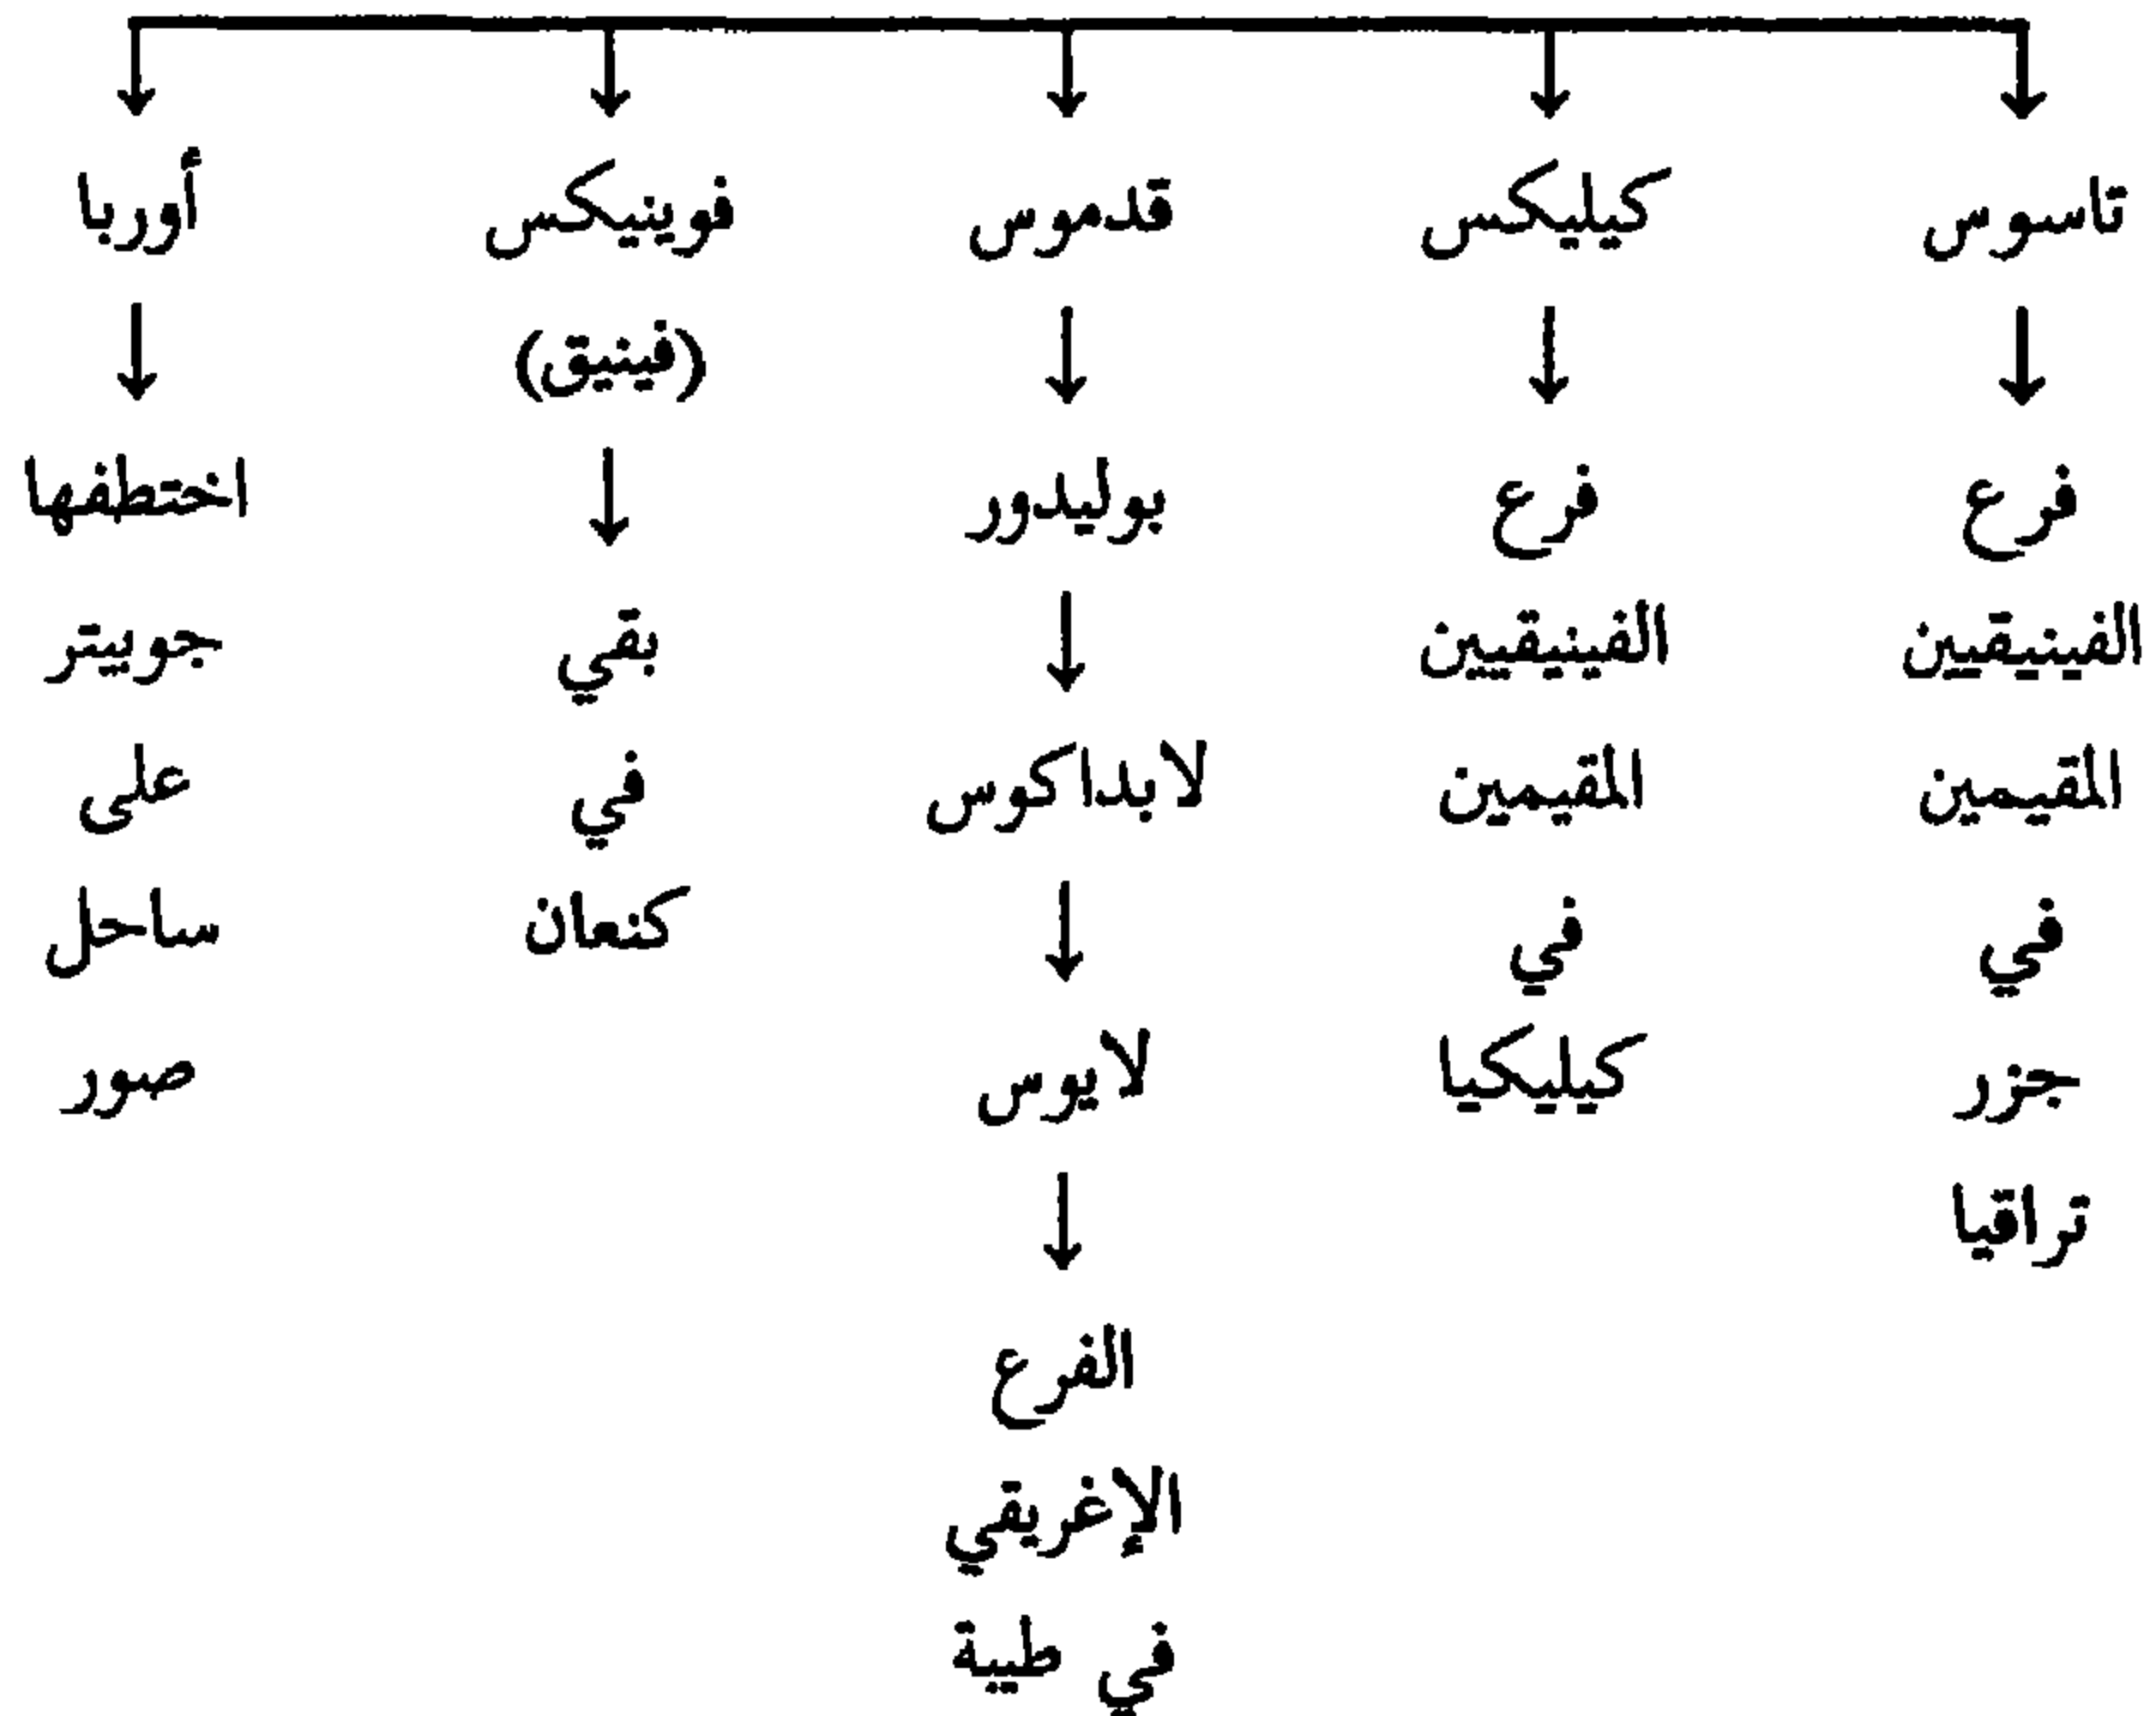 تاسوس
فرع
الفينيقيين
المقيمين
في
جزر
تراقيا
كيليكس
فرع
الفينيقيين
المقيمين
في
كيليكيا
قدموس
بوليدور
لابداكوس
لايوس
الفرع
الإغريقي
في طيبة
فوينيكس
(فينيق)
بقي
في
كنعان
أوربا
اختطفها
جوبيتر
على
ساحل
صور